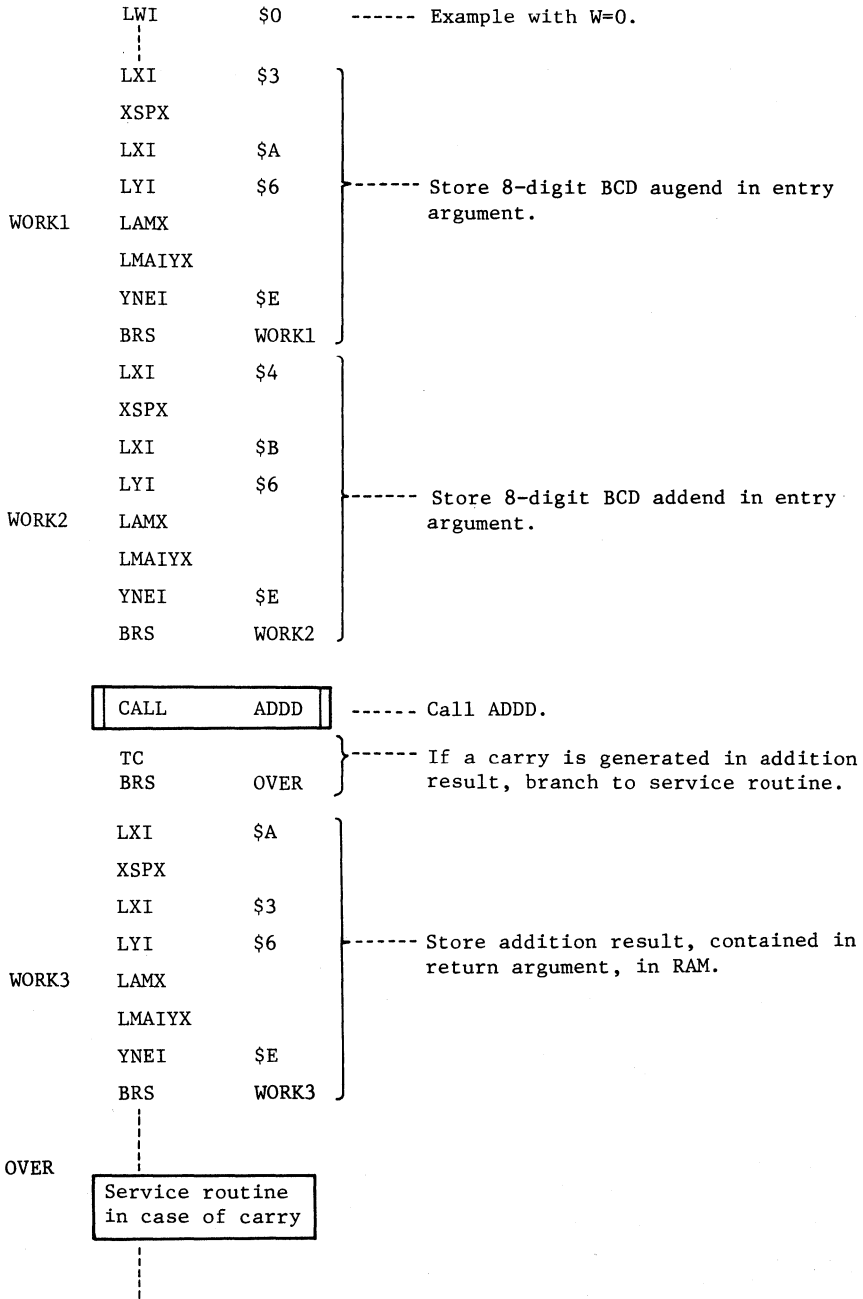 LWI $0 ------ Example with W=0.
LXI $3
XSPX
LXI $A
LYI $6 ------ Store 8-digit BCD augend in entry
WORK1 LAMX argument.
LMAIYX
YNEI $E
BRS WORK1
LXI $4
XSPX
LXI $B
LYI $6 ------ Store 8-digit BCD addend in entry
WORK2 LAMX argument.
LMAIYX
YNEI $E
BRS WORK2
CALL ADDD ------ Call ADDD.
TC ------ If a carry is generated in addition
BRS OVER result, branch to service routine.
LXI $A
XSPX
LXI $3
LYI $6 ------ Store addition result, contained in
WORK3 LAMX return argument, in RAM.
LMAIYX
YNEI $E
BRS WORK3
OVER
Service routine
in case of carry